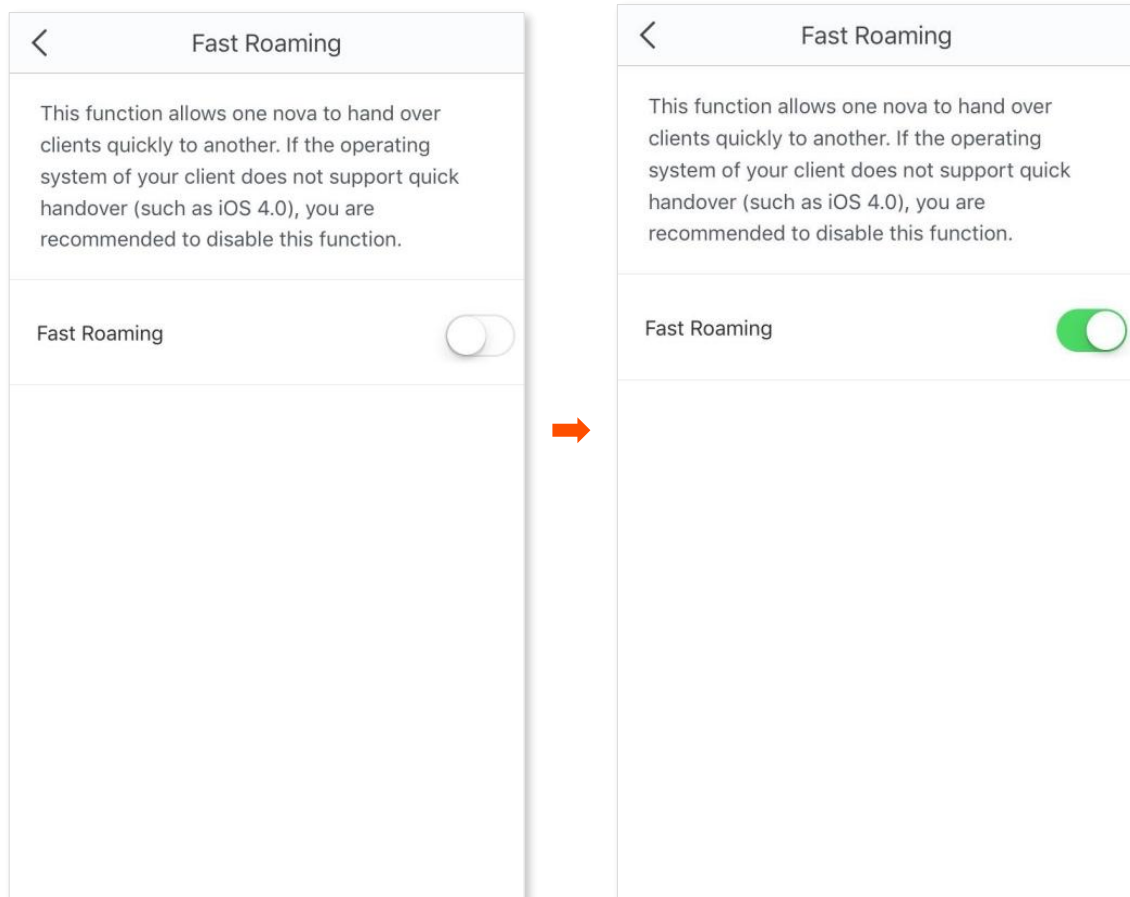 Fast Roaming
This function allows one nova to hand over
clients quickly to another. If the operating
system of your client does not support quick
handover (such as iOS 4.0), you are
recommended to disable this function.
Fast Roaming
Fast Roaming
This function allows one nova to hand over
clients quickly to another. If the operating
system of your client does not support quick
handover (such as iOS 4.0), you are
recommended to disable this function.
Fast Roaming